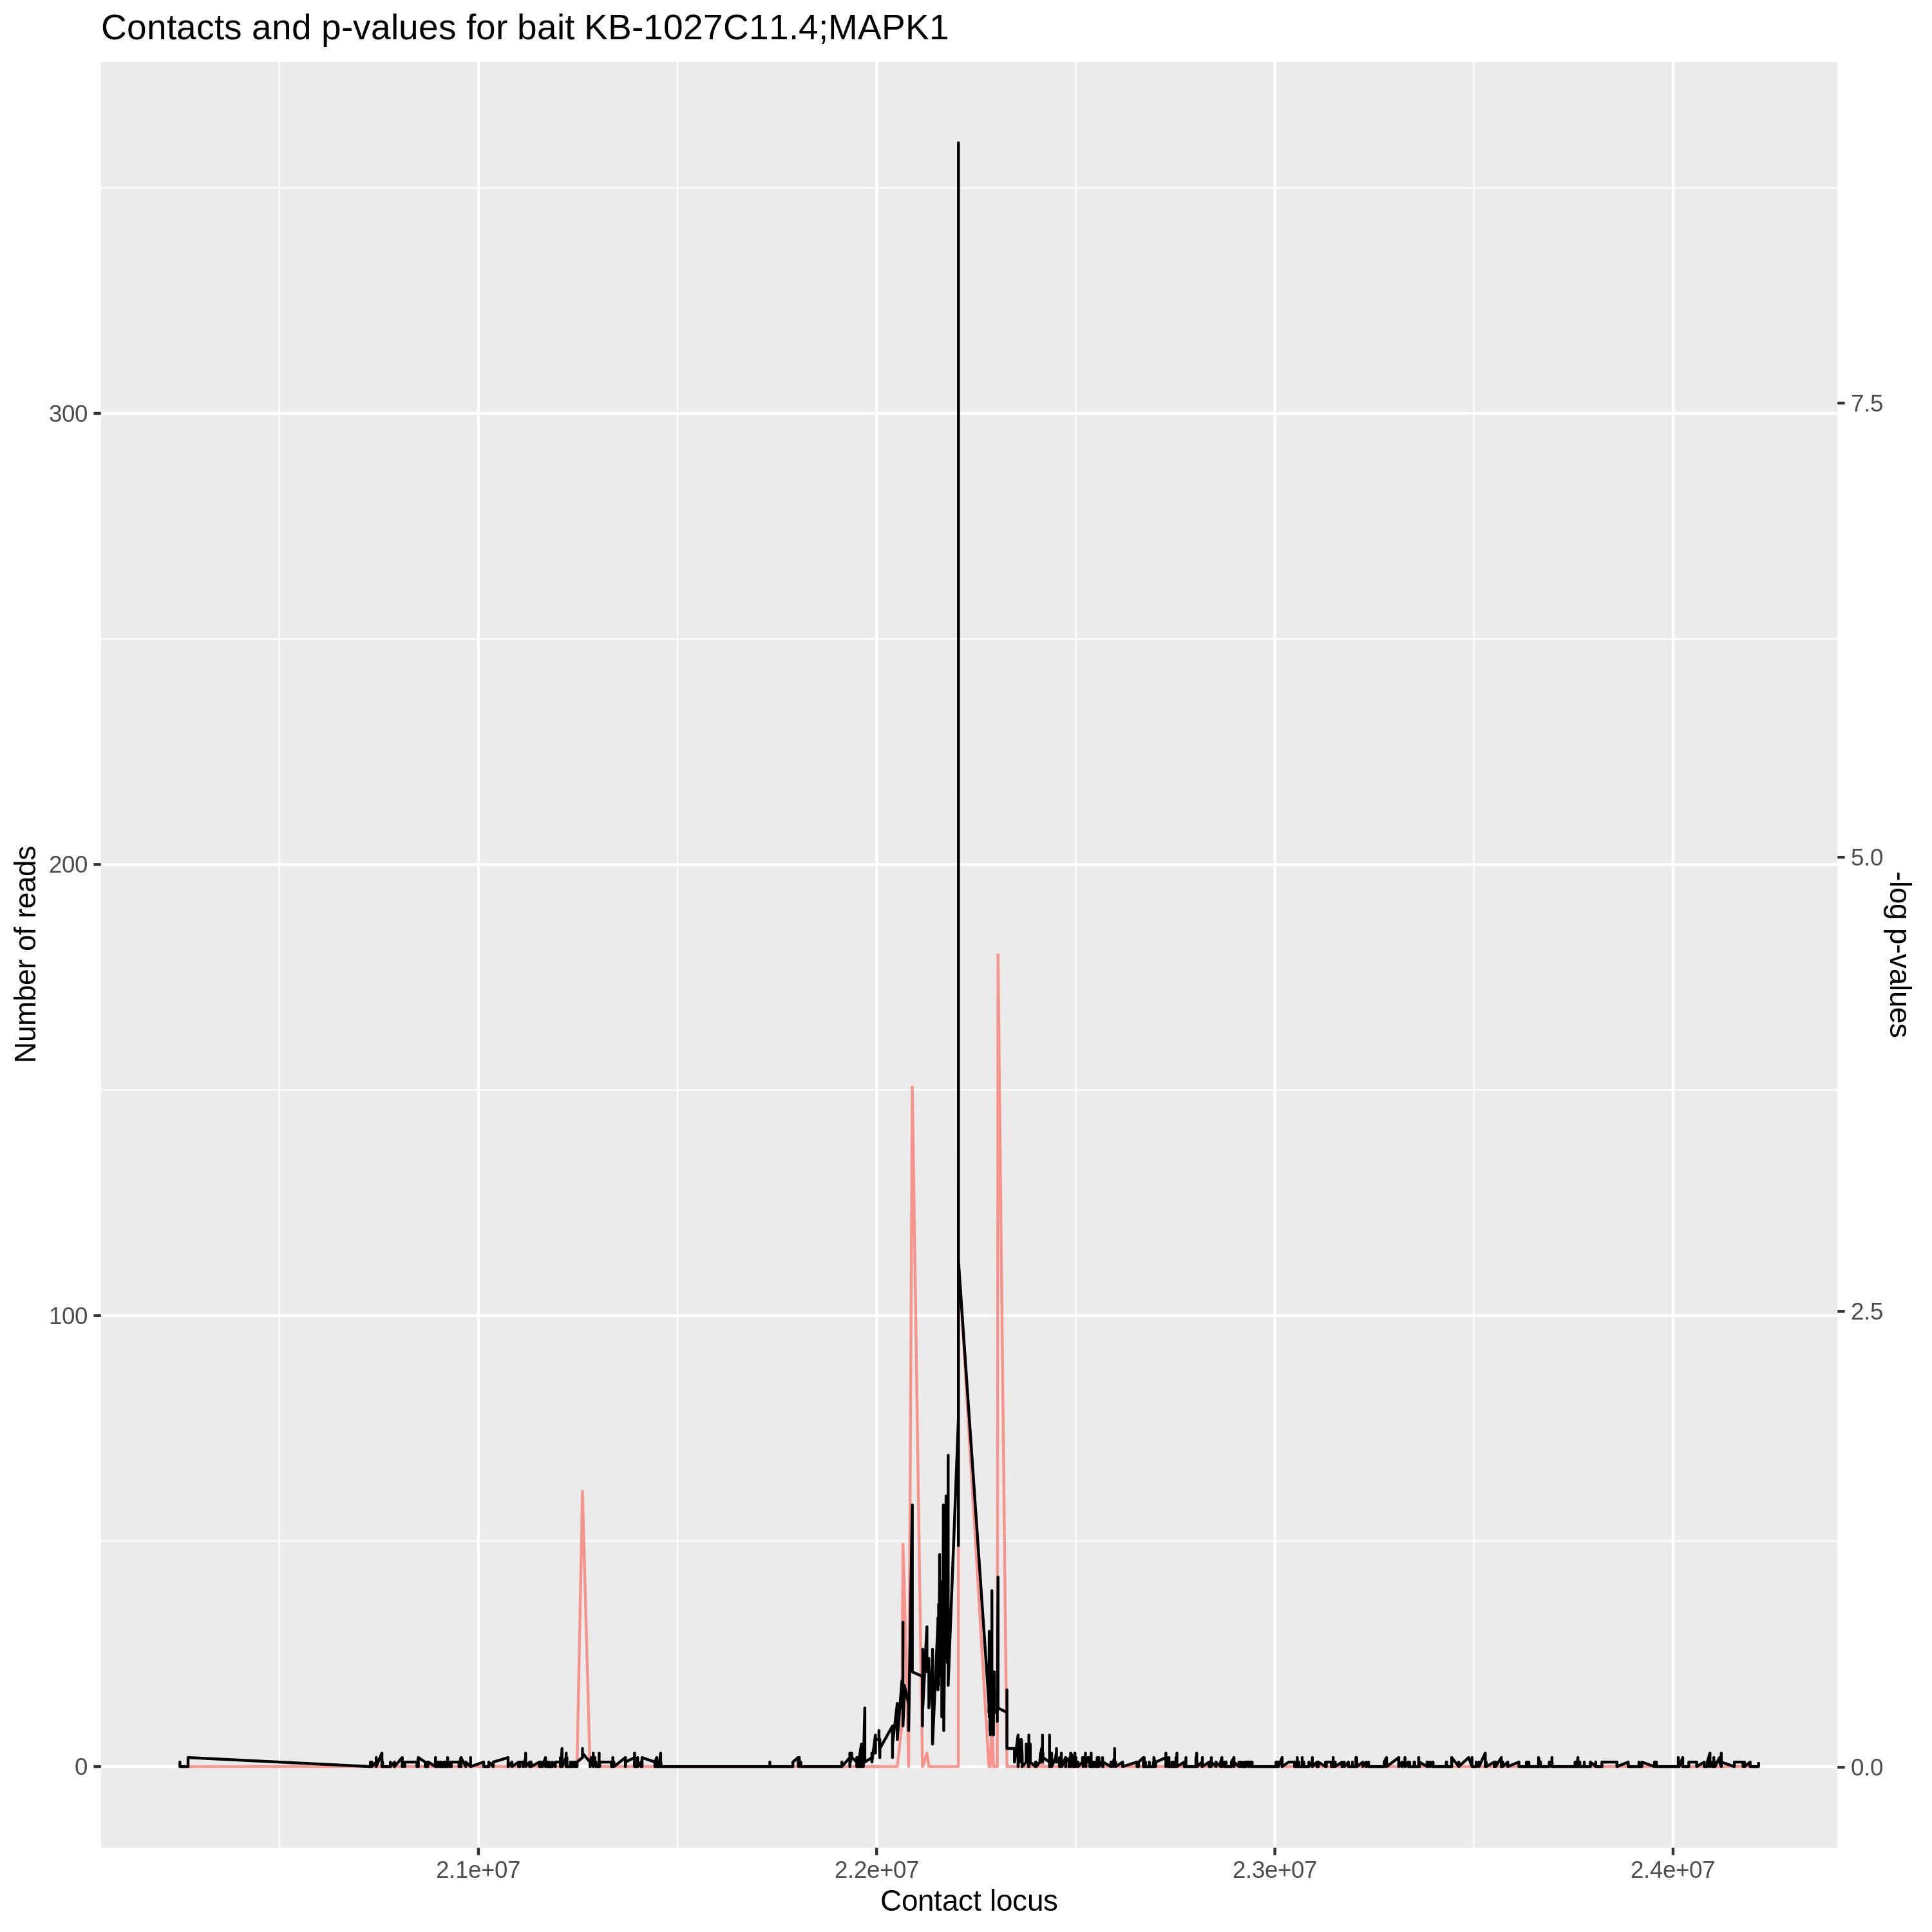 Contacts and p-values for bait KB-1027C11.4;MAPK1
300
200
100
0
7.5
5.0
2.5
0.0
Number of reads
-log p-values
2.1e+07
2.2e+07
2.3e+07
2.4e+07
Contact locus